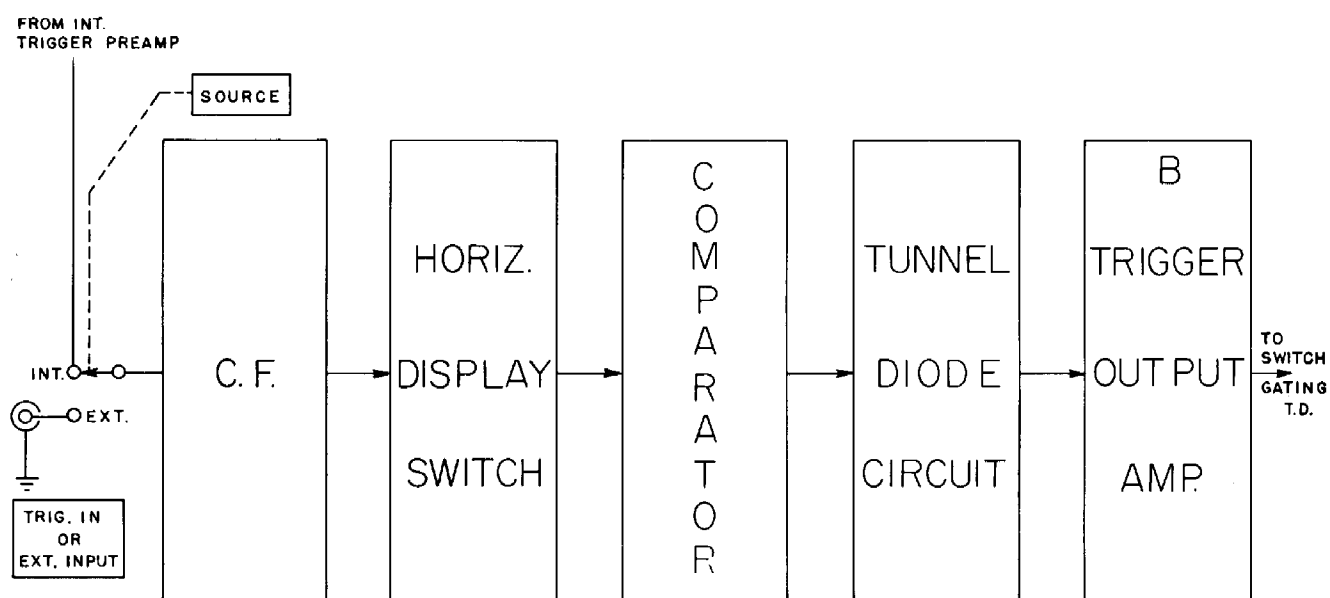 FROM INT.
TRIGGER PREAMP
SOURCE
INT.
EXT.
TRIG. IN
OR
EXT. INPUT
C. F.
HORIZ.
DISPLAY
SWITCH
COMPARATOR
TUNNEL
DIODE
CIRCUIT
B
TRIGGER
OUTPUT
AMP.
TO
SWITCH
GATING
T.D.